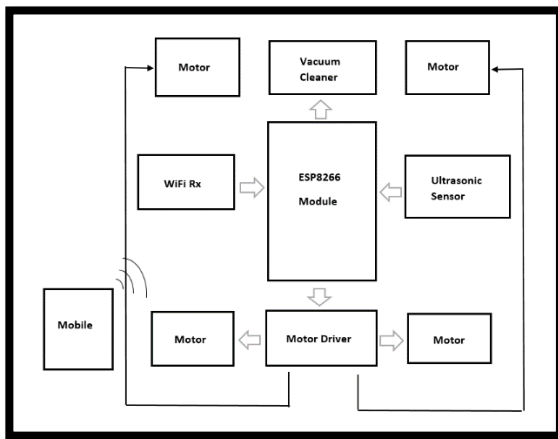 Motor
Vacuum
Cleaner
Motor
WiFi Rx
ESP8266
Module
Ultrasonic
Sensor
Mobile
Motor
Motor Driver
Motor